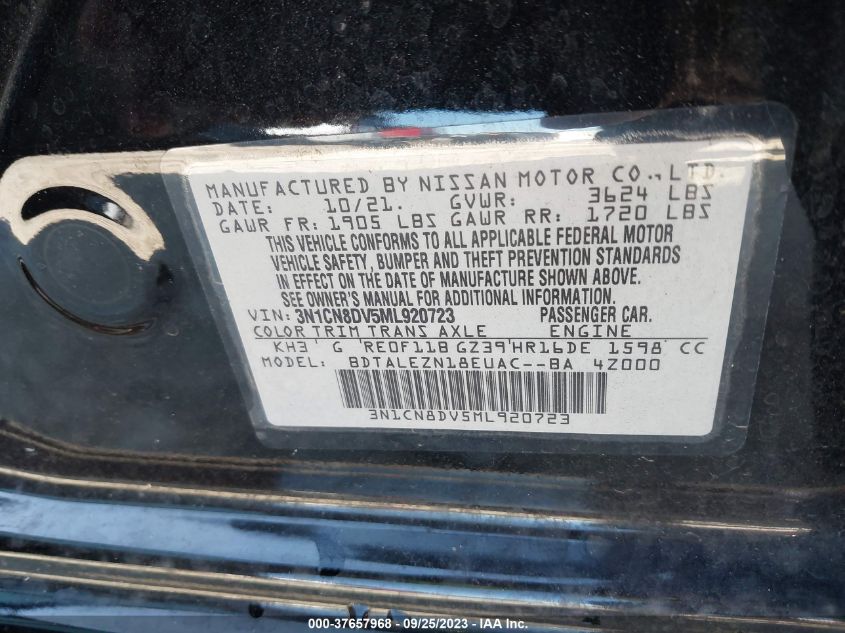 MANUFACTURED BY NISSAN MOTOR CO., LTD.
DATE: 10/21. GVWR: 3624 LBS
GAWR FR: 1905 LBS GAWR RR: 1720 LBS
THIS VEHICLE CONFORMS TO ALL APPLICABLE FEDERAL MOTOR
VEHICLE SAFETY, BUMPER AND THEFT PREVENTION STANDARDS
IN EFFECT ON THE DATE OF MANUFACTURE SHOWN ABOVE.
SEE OWNER'S MANUAL FOR ADDITIONAL INFORMATION.
VIN: 3N1CN8DV5ML920723 PASSENGER CAR.
COLOR TRIM TRANS AXLE ENGINE
KH3 G RE0F11B GZ39 HR16DE 1598 CC
MODEL: BDTALEZN18EUAC--BA 4Z000
3N1CN8DV5ML920723
000-37657968 - 09/25/2023 - IAAI.COM